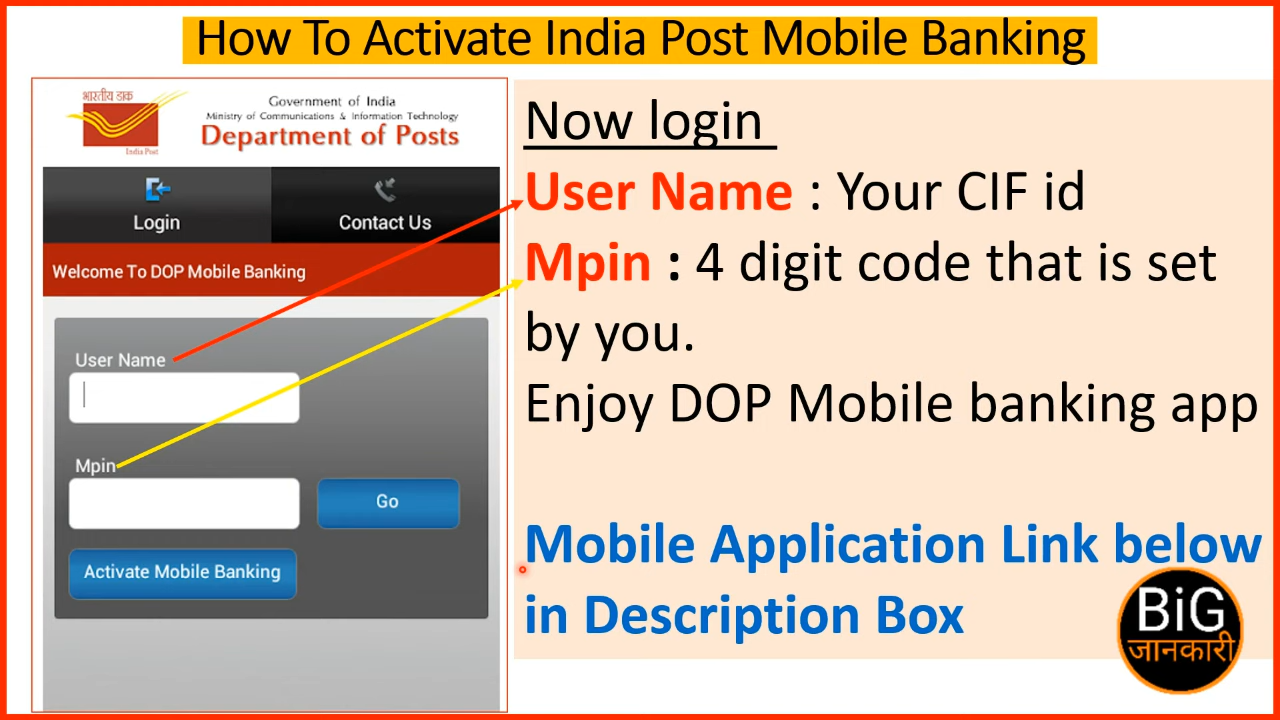 How To Activate India Post Mobile Banking
भारतीय डाक
India Post
Government of India
Ministry of Communications & Information Technology
Department of Posts
Login
Contact Us
Welcome To DOP Mobile Banking
User Name
Mpin
Go
Activate Mobile Banking
Now login
User Name : Your CIF id
Mpin : 4 digit code that is set
by you.
Enjoy DOP Mobile banking app
Mobile Application Link below
in Description Box
BiG
जानकारी